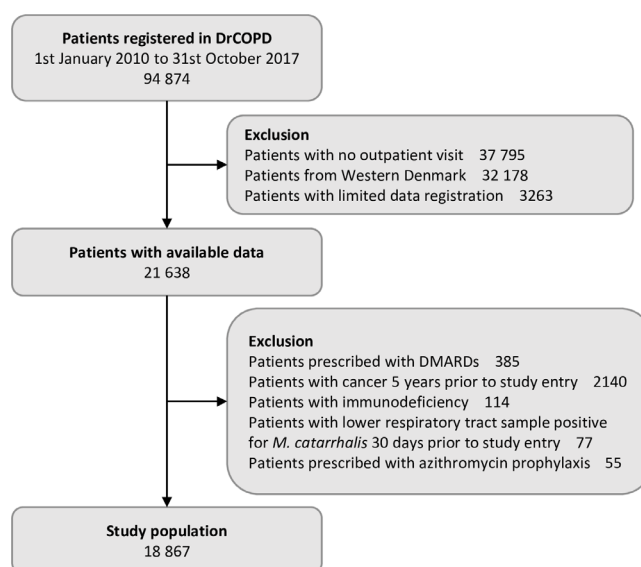 Patients registered in DrCOPD
1st January 2010 to 31st October 2017
94 874
Exclusion
Patients with no outpatient visit 37 795
Patients from Western Denmark 32 178
Patients with limited data registration 3263
Patients with available data
21 638
Exclusion
Patients prescribed with DMARDs 385
Patients with cancer 5 years prior to study entry 2140
Patients with immunodeficiency 114
Patients with lower respiratory tract sample positive
for M. catarrhalis 30 days prior to study entry 77
Patients prescribed with azithromycin prophylaxis 55
Study population
18 867